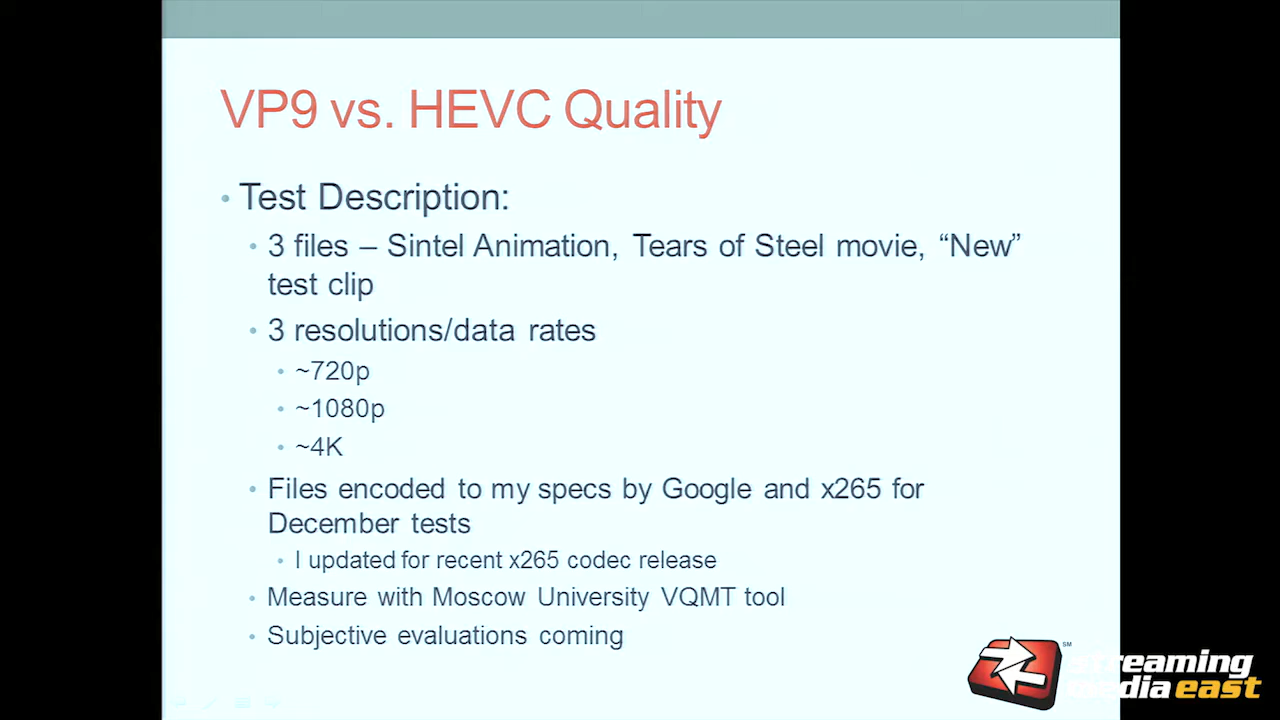 VP9 vs. HEVC Quality
• Test Description:
• 3 files – Sintel Animation, Tears of Steel movie, “New”
test clip
• 3 resolutions/data rates
• ~720p
• ~1080p
• ~4K
• Files encoded to my specs by Google and x265 for
December tests
• I updated for recent x265 codec release
• Measure with Moscow University VQMT tool
• Subjective evaluations coming
SM
streaming
media east